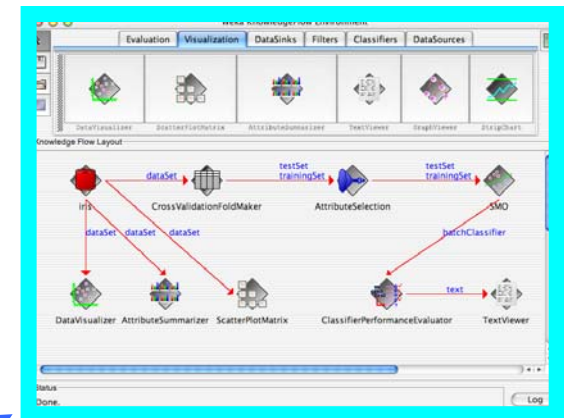 Weka KnowledgeFlow Environment
Evaluation Visualization DataSinks Filters Classifiers DataSources
DataVisualizer ScatterPlotMatrix AttributeSummarizer TextViewer GraphViewer StripChart
Knowledge Flow Layout
dataSet testSet trainingSet testSet trainingSet
iris CrossValidationFoldMaker AttributeSelection SMO
dataSet dataSet dataSet batchClassifier
text
DataVisualizer AttributeSummarizer ScatterPlotMatrix ClassifierPerformanceEvaluator TextViewer
Status
Done. Log